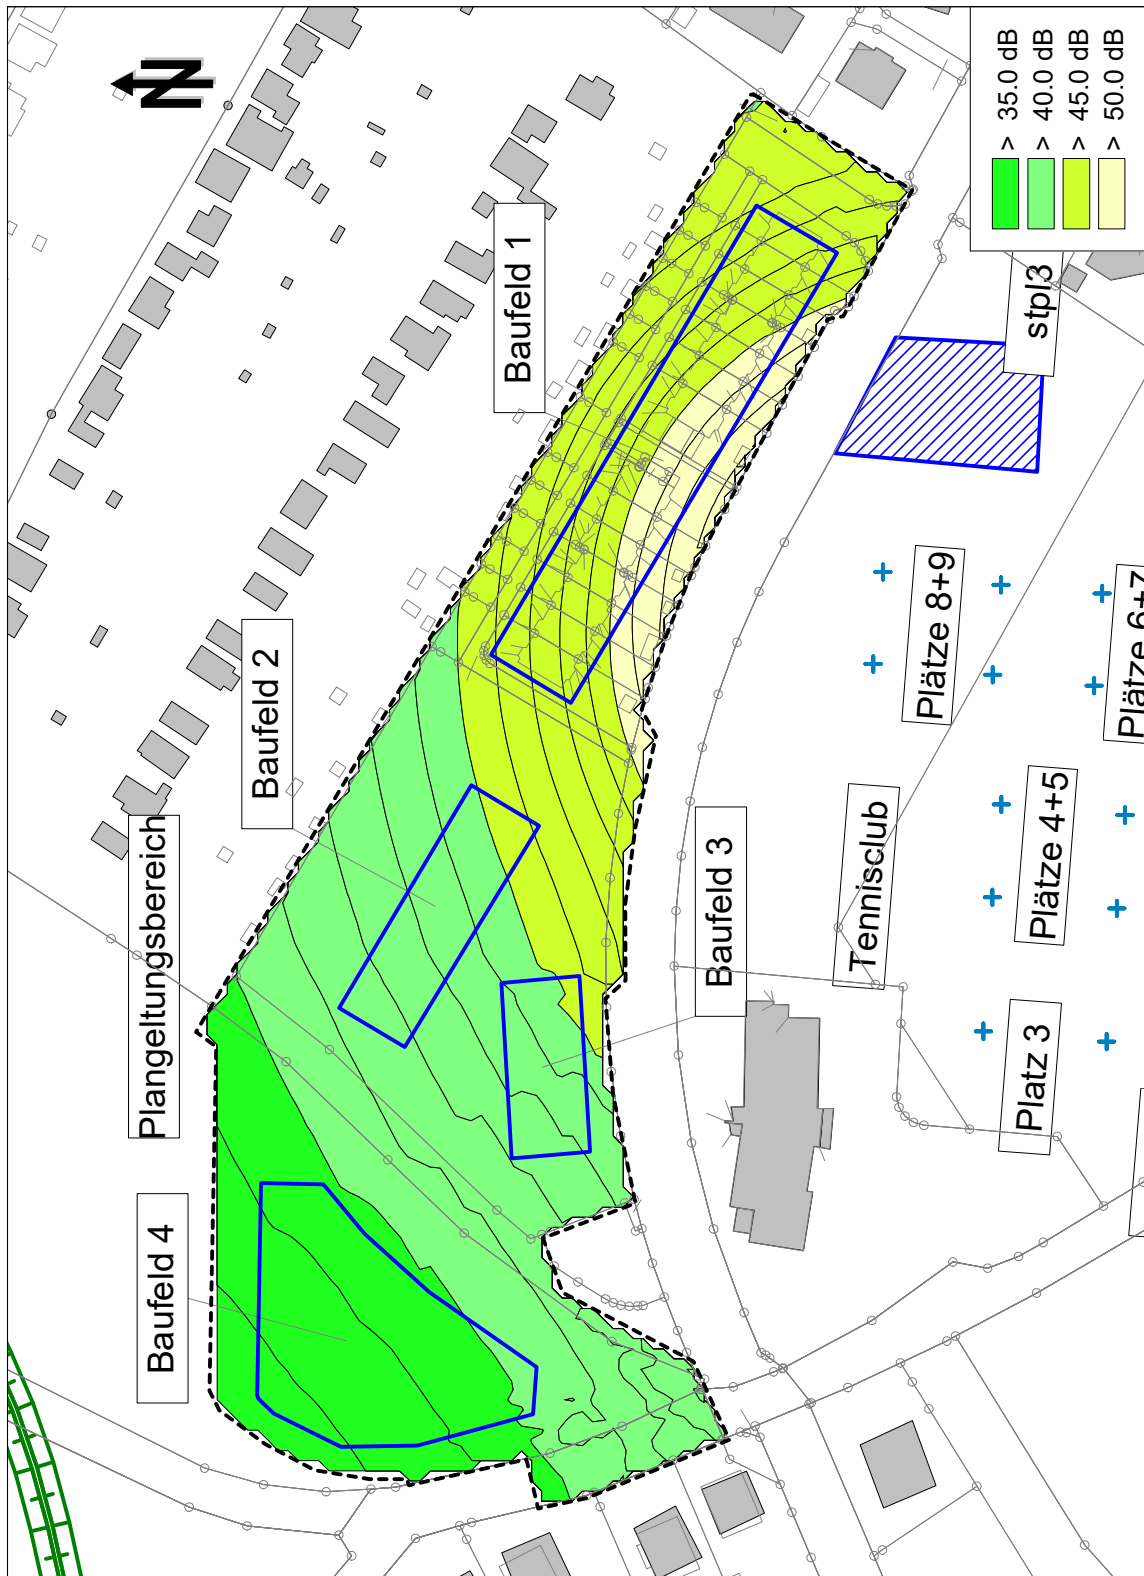 > 35.0 dB
> 40.0 dB
> 45.0 dB
> 50.0 dB
N
Baufeld 1
stpl3
Baufeld 2
Plätze 8+9
Plangeltungsbereich
Baufeld 3
Tennisclub
Plätze 4+5
Platz 3
Baufeld 4